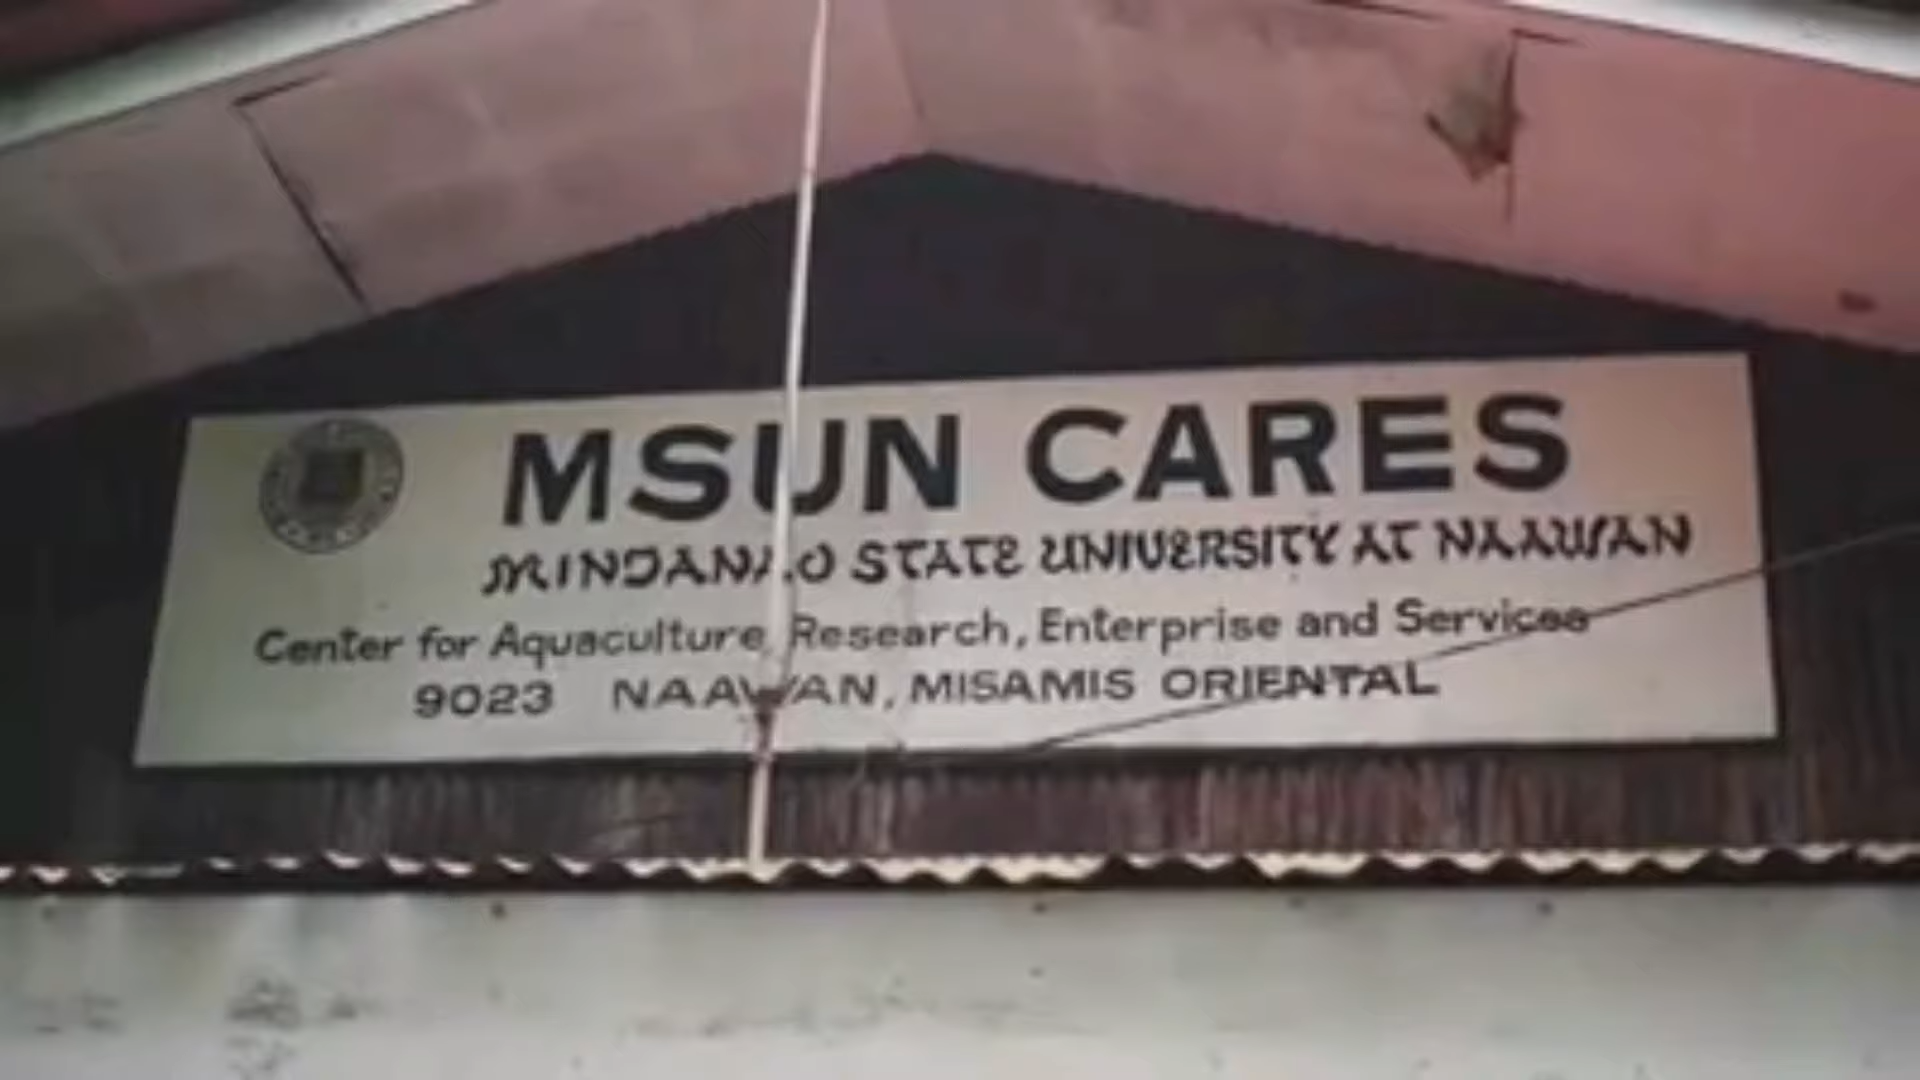 MSUN CARES
MINDANAO STATE UNIVERSITY AT NAAWAN
Center for Aquaculture Research, Enterprise and Services
9023 NAAWAN, MISAMIS ORIENTAL